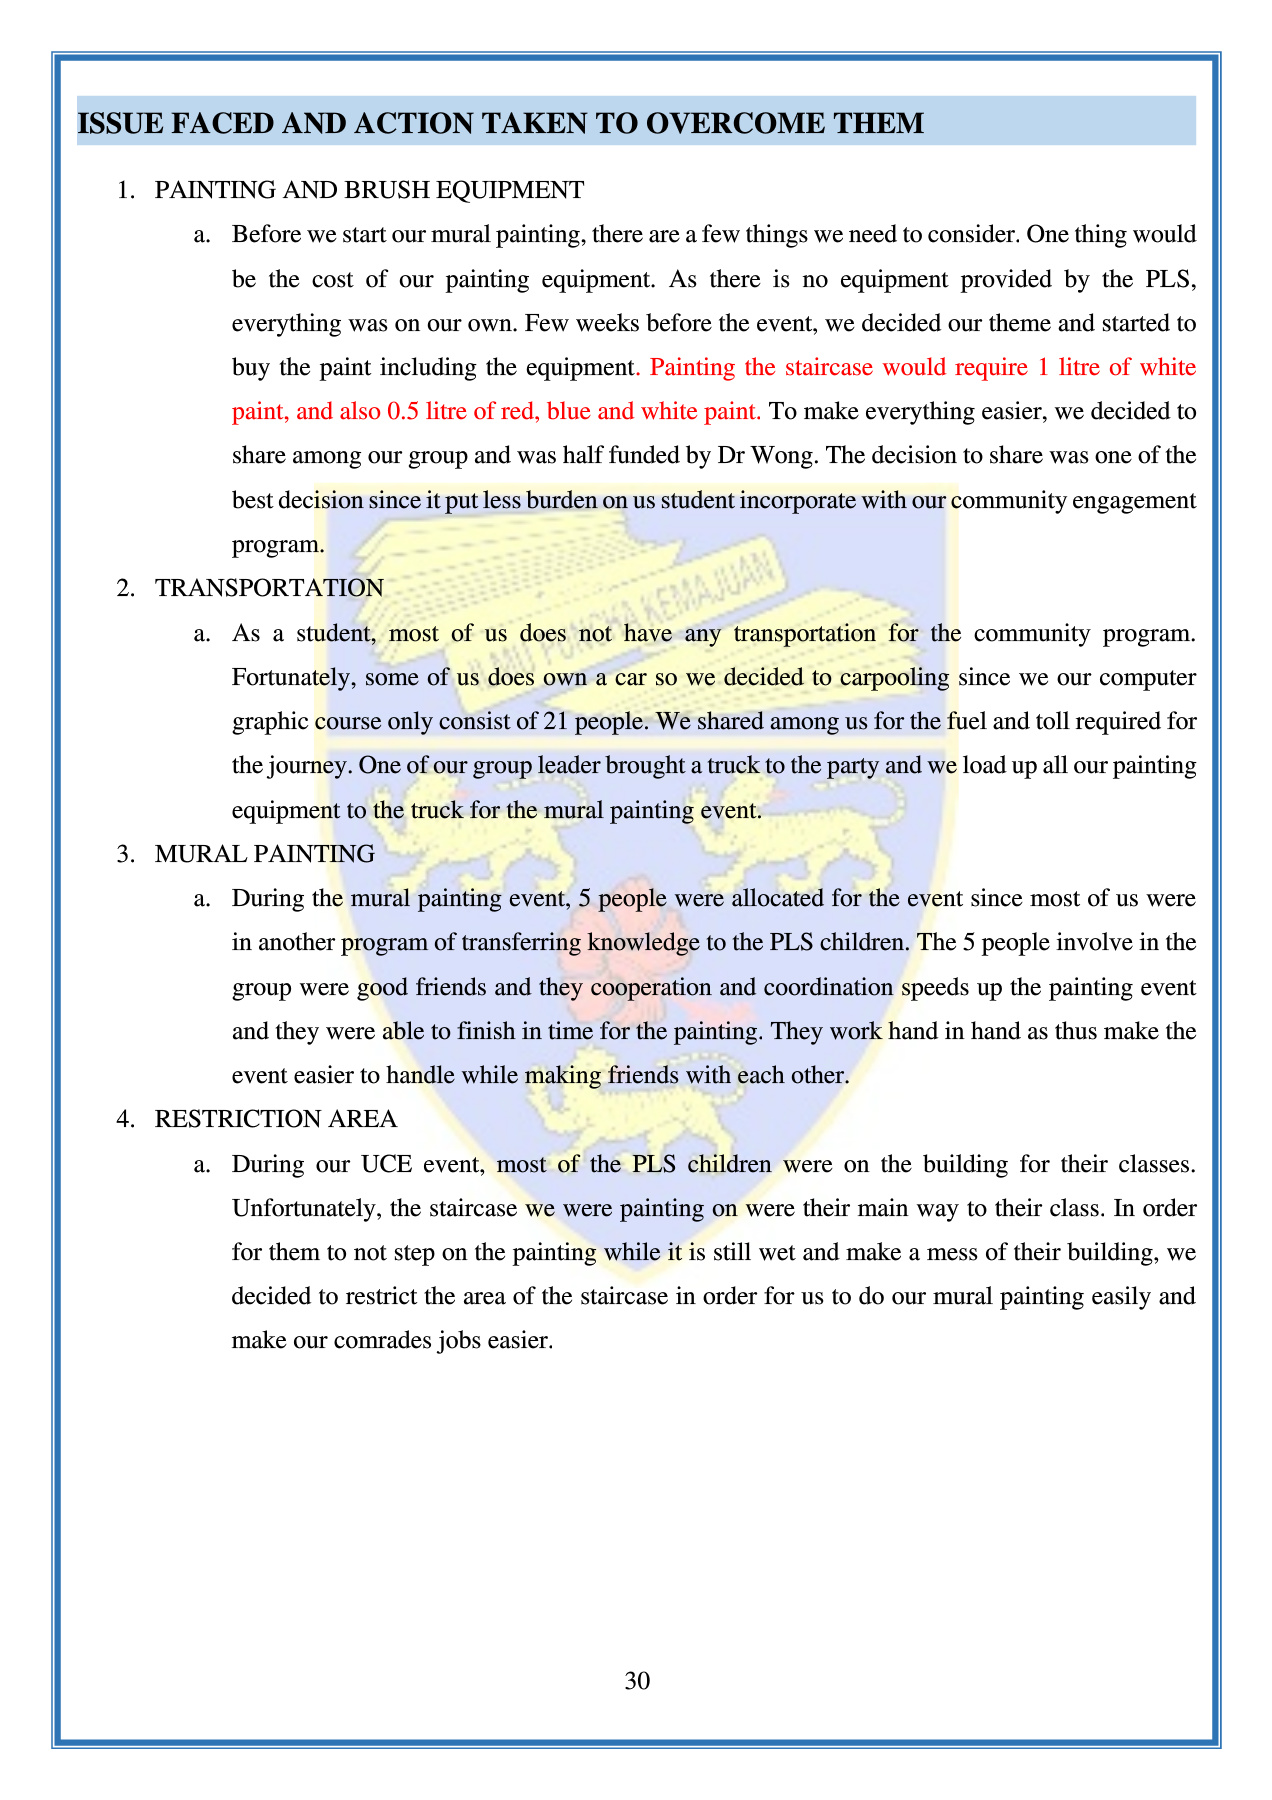 ISSUE FACED AND ACTION TAKEN TO OVERCOME THEM
1. PAINTING AND BRUSH EQUIPMENT
a. Before we start our mural painting, there are a few things we need to consider. One thing would
be the cost of our painting equipment. As there is no equipment provided by the PLS,
everything was on our own. Few weeks before the event, we decided our theme and started to
buy the paint including the equipment. Painting the staircase would require 1 litre of white
paint, and also 0.5 litre of red, blue and white paint. To make everything easier, we decided to
share among our group and was half funded by Dr Wong. The decision to share was one of the
best decision since it put less burden on us student incorporate with our community engagement
program.
ILMU PUNCHA KEMAJUAN
2. TRANSPORTATION
a. As a student, most of us does not have any transportation for the community program.
Fortunately, some of us does own a car so we decided to carpooling since we our computer
graphic course only consist of 21 people. We shared among us for the fuel and toll required for
the journey. One of our group leader brought a truck to the party and we load up all our painting
equipment to the truck for the mural painting event.
3. MURAL PAINTING
a. During the mural painting event, 5 people were allocated for the event since most of us were
in another program of transferring knowledge to the PLS children. The 5 people involve in the
group were good friends and they cooperation and coordination speeds up the painting event
and they were able to finish in time for the painting. They work hand in hand as thus make the
event easier to handle while making friends with each other.
4. RESTRICTION AREA
a. During our UCE event, most of the PLS children were on the building for their classes.
Unfortunately, the staircase we were painting on were their main way to their class. In order
for them to not step on the painting while it is still wet and make a mess of their building, we
decided to restrict the area of the staircase in order for us to do our mural painting easily and
make our comrades jobs easier.
30